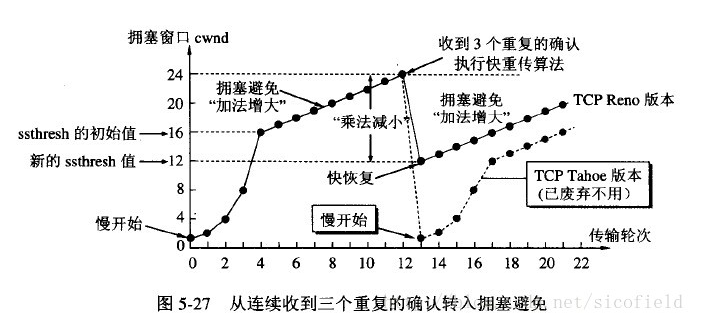 拥塞窗口 cwnd
收到 3 个重复的确认
执行快重传算法
24
拥塞避免
“加法增大”
拥塞避免
“加法增大”
TCP Reno 版本
20
“乘法减小”
ssthresh 的初始值
16
新的 ssthresh 值
12
快恢复
TCP Tahoe 版本
(已废弃不用)
8
慢开始
4
慢开始
0
传输轮次
0 2 4 6 8 10 12 14 16 18 20 22
图 5-27 从连续收到三个重复的确认转入拥塞避免
net/sicofield